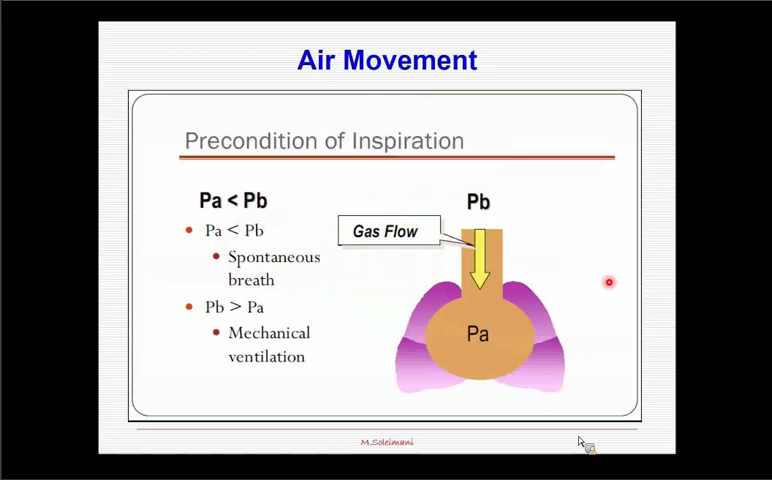 Air Movement
Precondition of Inspiration
Pa < Pb
Pa < Pb
Spontaneous
breath
Pb > Pa
Mechanical
ventilation
Pb
Gas Flow
Pa
M.Soleimani